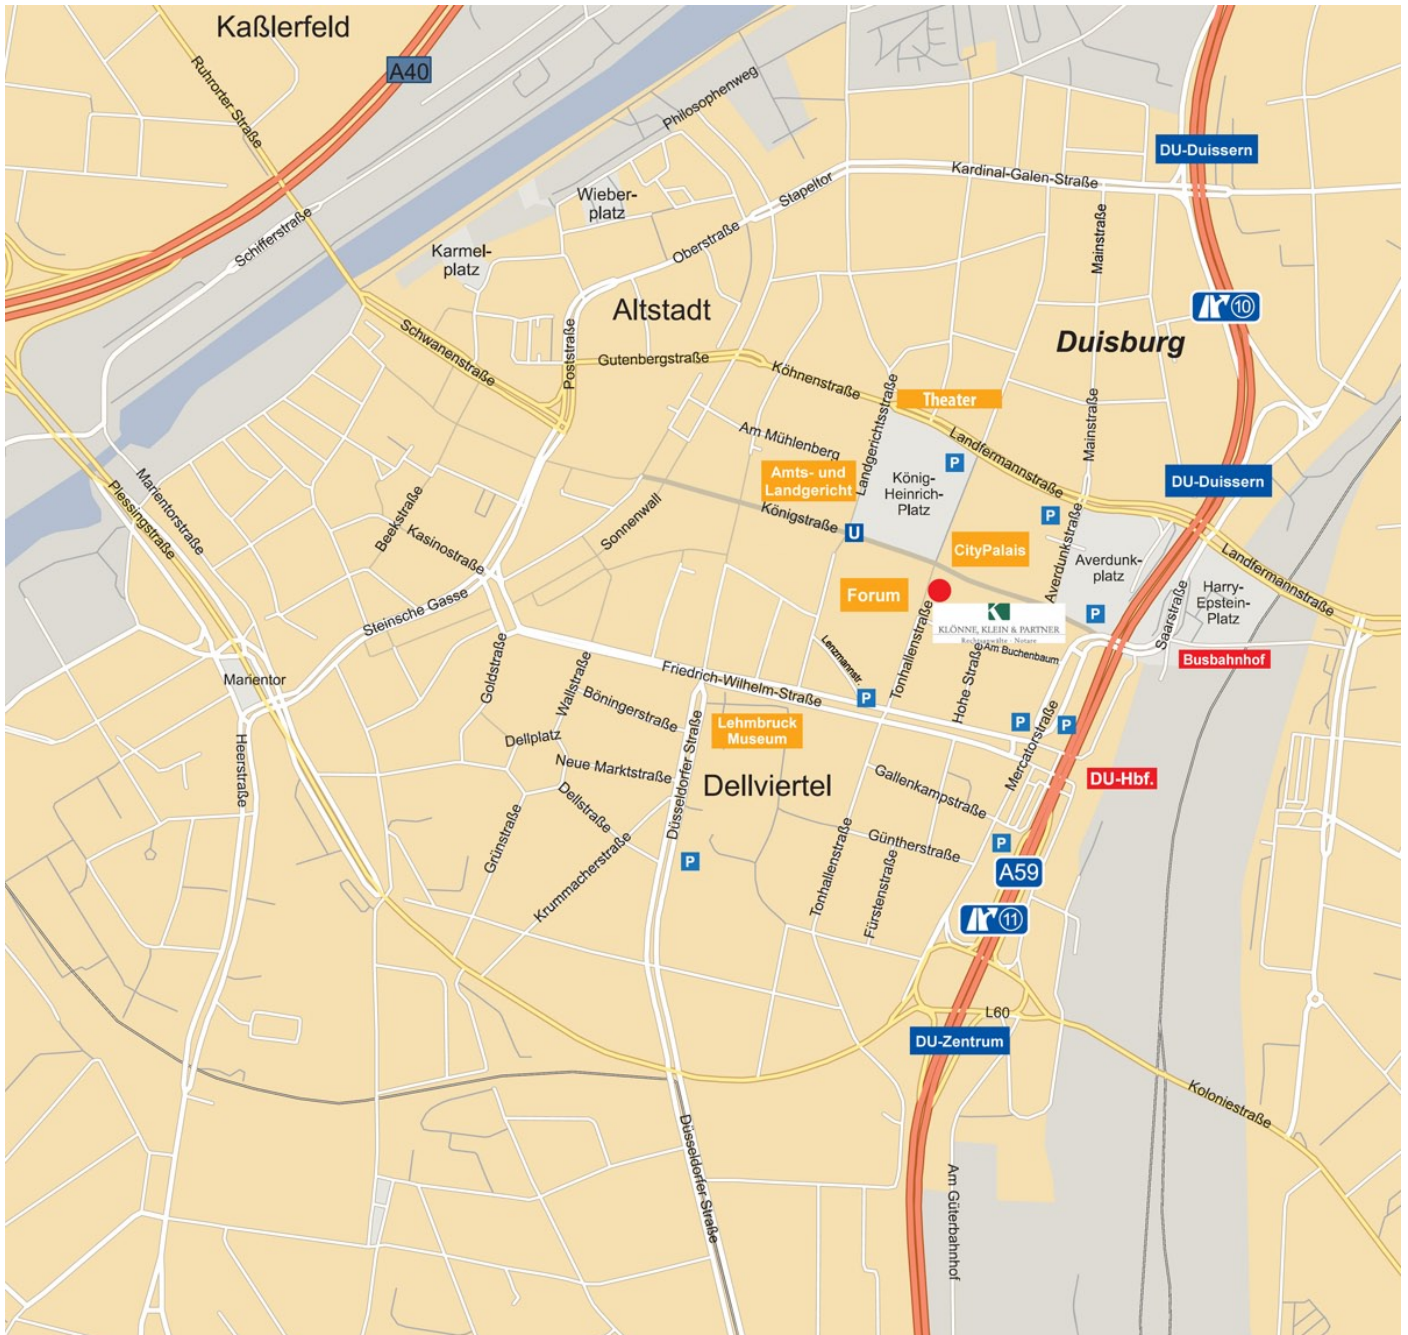 Kaßlerfeld
A40
Ruhrorter Straße
Philosophenweg
DU-Duissern
Kardinal-Galen-Straße
Stapeltor
Wieber-
platz
Schifferstraße
Oberstraße
Mainstraße
Karmel-
platz
Altstadt
10
Duisburg
Schwanenstraße
Poststraße
Gutenbergstraße
Köhnenstraße
Landgerichtsstraße
Theater
Mainstraße
Am Mühlenberg
Landfermannstraße
P
Amts- und
Landgericht
König-
Heinrich-
Platz
DU-Duissern
Marientorstraße
Plessingstraße
Beekstraße
Kasinostraße
Sonnenwall
Königstraße
U
P
CityPalais
Averdunkstraße
Averdunk-
platz
Landfermannstraße
Harry-
Epstein-
Platz
Saarstraße
Steinsche Gasse
Forum
P
KLÖNNE, KLEIN & PARTNER
Rechtsanwälte · Notare
Am Buchenbaum
Busbahnhof
Lenzmannstr.
Tonhallenstraße
Hohe Straße
Marientor
Goldstraße
Wallstraße
Friedrich-Wilhelm-Straße
P
Böningerstraße
Dellplatz
Lehmbruck
Museum
P
P
Mercatorstraße
Heerstraße
Neue Marktstraße
Düsseldorfer Straße
Dellviertel
Gallenkampstraße
DU-Hbf.
Dellstraße
Grünstraße
Krummacherstraße
P
Tonhallenstraße
Güntherstraße
Fürstenstraße
P
A59
11
L60
DU-Zentrum
Koloniestraße
Düsseldorfer Straße
Am Güterbahnhof